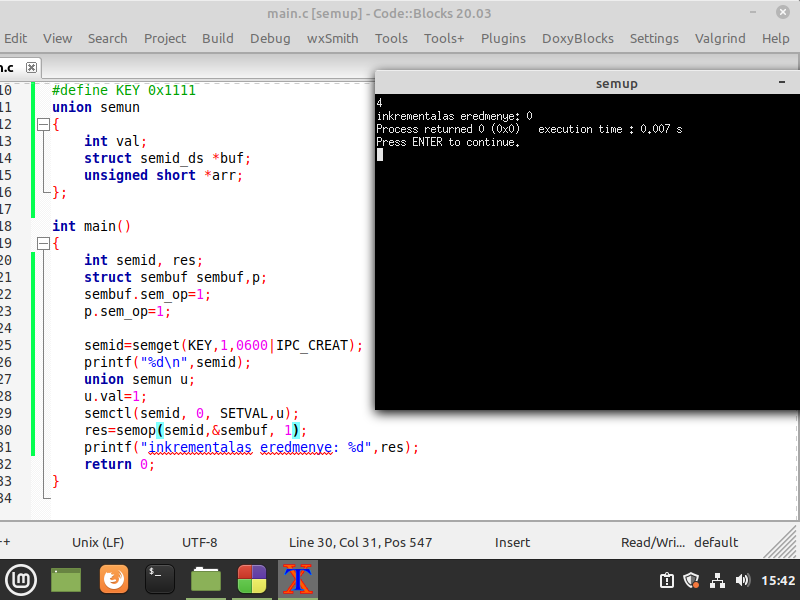 main.c [semup] - Code::Blocks 20.03
Edit View Search Project Build Debug wxSmith Tools Tools+ Plugins DoxyBlocks Settings Valgrind Help
n.c
10 #define KEY 0x1111
11 union semun
12 {
13 int val;
14 struct semid_ds *buf;
15 unsigned short *arr;
16 };
17
18 int main()
19 {
20 int semid, res;
21 struct sembuf sembuf,p;
22 sembuf.sem_op=1;
23 p.sem_op=1;
24
25 semid=semget(KEY,1,0600|IPC_CREAT);
26 printf("%d\n",semid);
27 union semun u;
28 u.val=1;
29 semctl(semid, 0, SETVAL,u);
30 res=semop(semid,&sembuf, 1);
31 printf("inkrementalas eredmenye: %d",res);
32 return 0;
33 }
34
semup
4
inkrementalas eredmenye: 0
Process returned 0 (0x0) execution time : 0.007 s
Press ENTER to continue.
++ Unix (LF) UTF-8 Line 30, Col 31, Pos 547 Insert Read/Wri... default
15:42